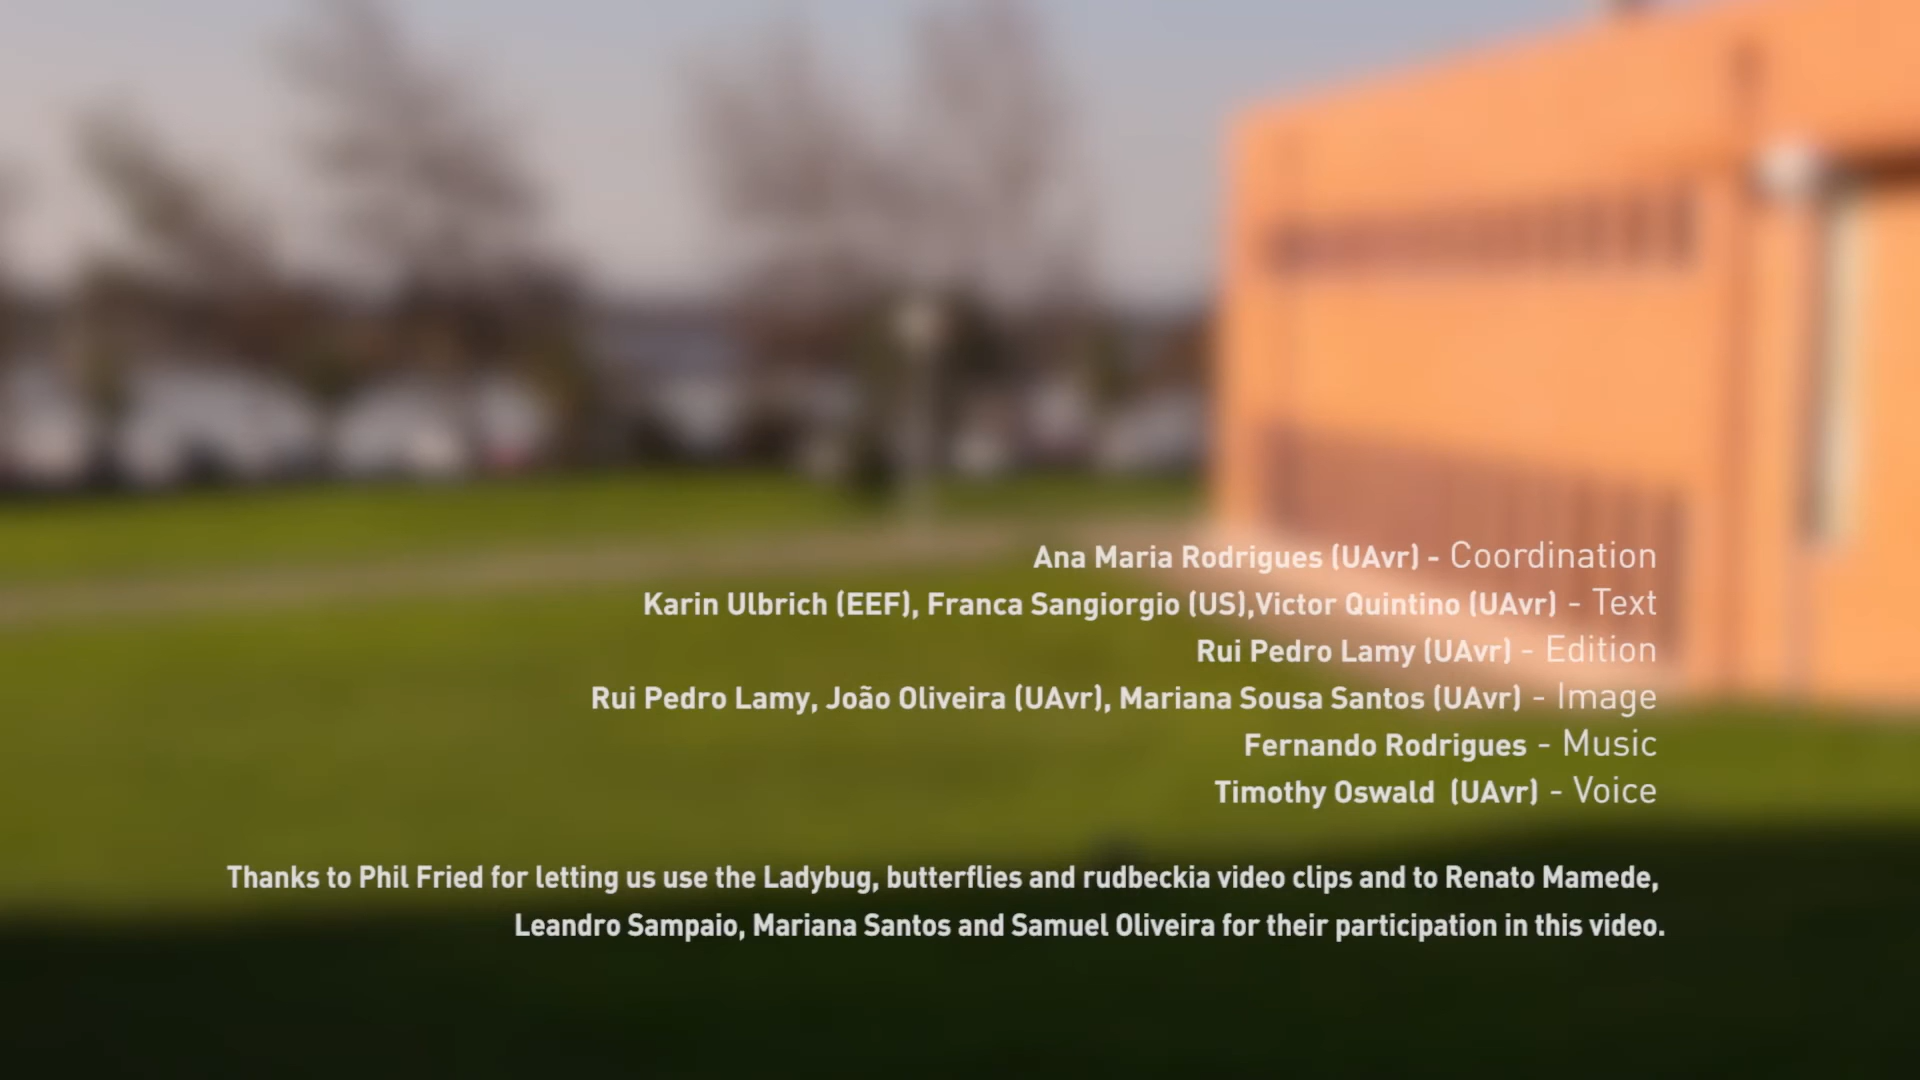 Ana Maria Rodrigues (UAvr) - Coordination
Karin Ulbrich (EEF), Franca Sangiorgio (US),Victor Quintino (UAvr) - Text
Rui Pedro Lamy (UAvr) - Edition
Rui Pedro Lamy, João Oliveira (UAvr), Mariana Sousa Santos (UAvr) - Image
Fernando Rodrigues - Music
Timothy Oswald (UAvr) - Voice
Thanks to Phil Fried for letting us use the Ladybug, butterflies and rudbeckia video clips and to Renato Mamede,
Leandro Sampaio, Mariana Santos and Samuel Oliveira for their participation in this video.